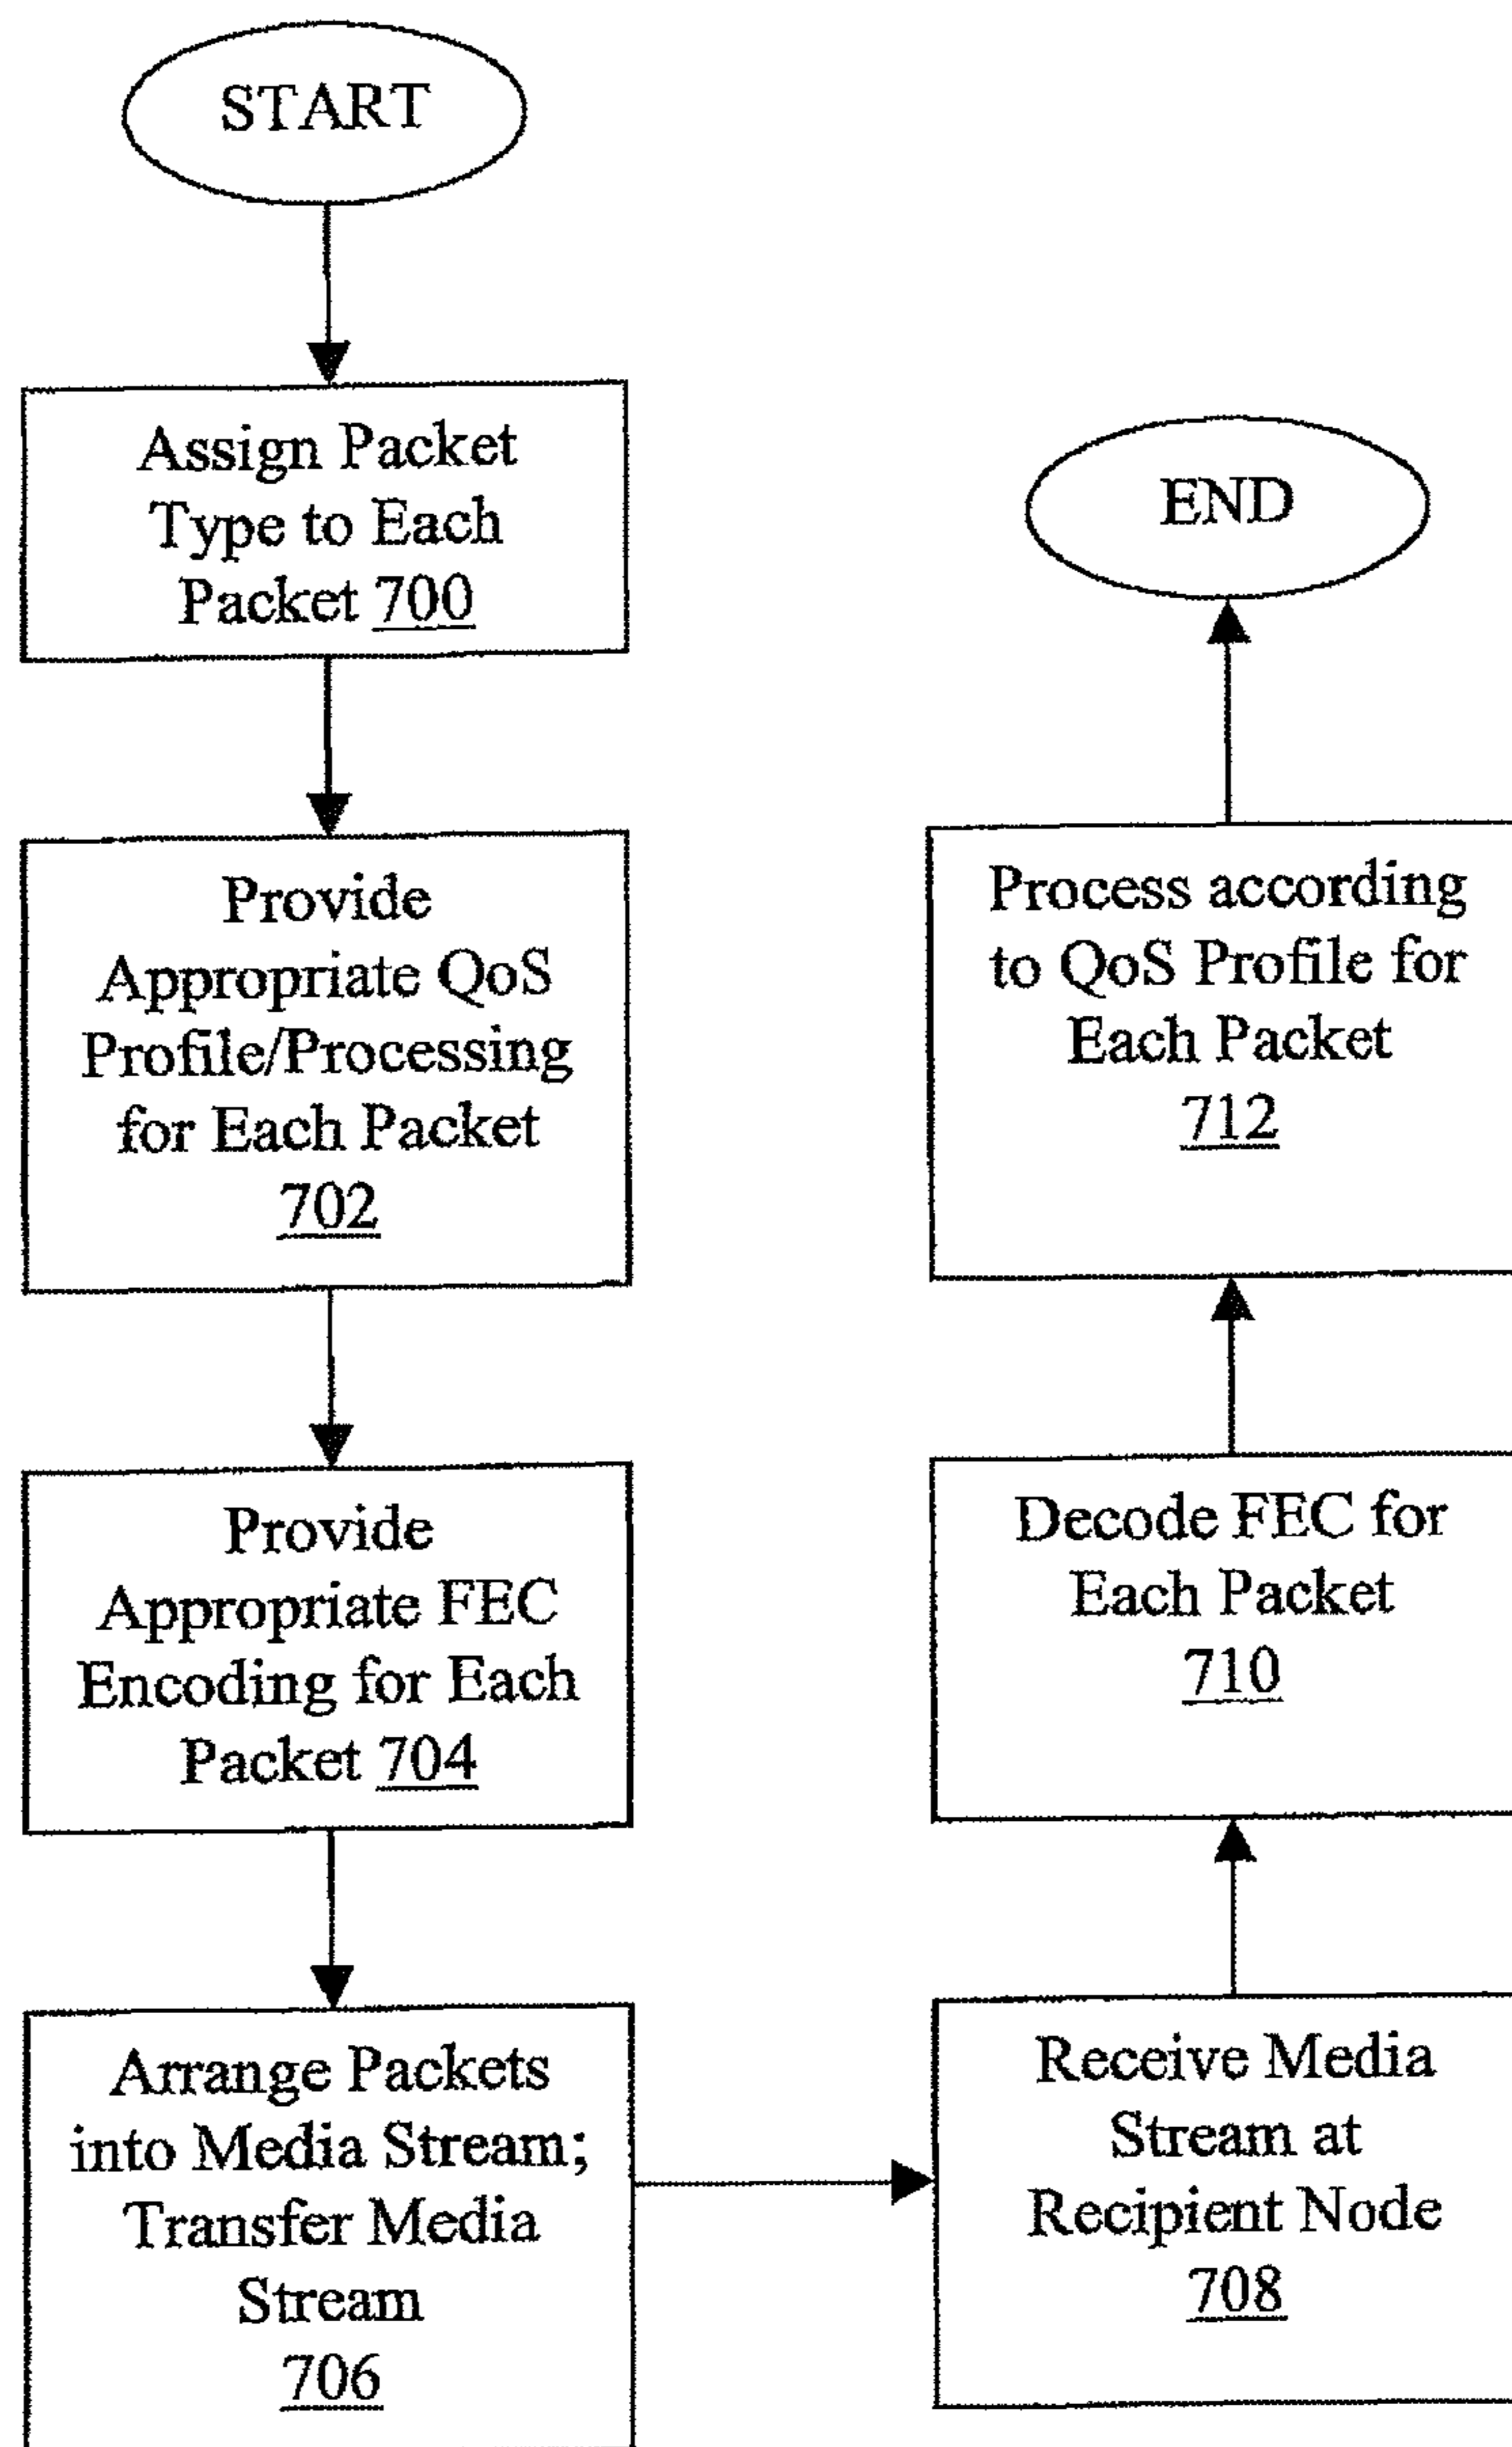 START
Assign Packet
Type to Each
Packet 700
Provide
Appropriate QoS
Profile/Processing
for Each Packet
702
Provide
Appropriate FEC
Encoding for Each
Packet 704
Arrange Packets
into Media Stream;
Transfer Media
Stream
706
Receive Media
Stream at
Recipient Node
708
Decode FEC for
Each Packet
710
Process according
to QoS Profile for
Each Packet
712
END